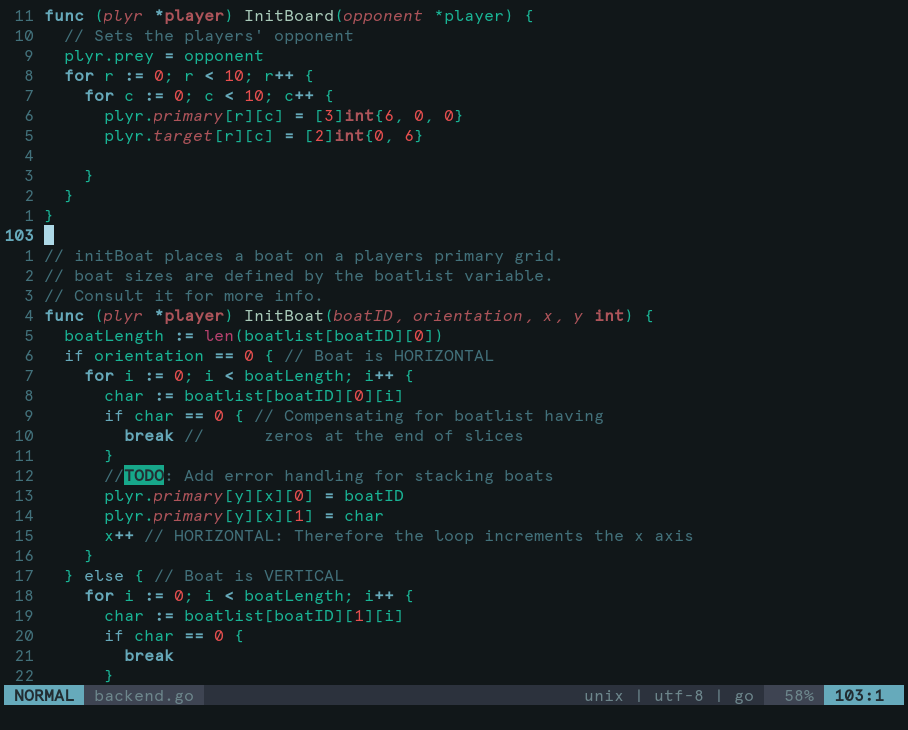 11 func (plyr *player) InitBoard(opponent *player) {
10   // Sets the players' opponent
 9   plyr.prey = opponent
 8   for r := 0; r < 10; r++ {
 7     for c := 0; c < 10; c++ {
 6       plyr.primary[r][c] = [3]int{6, 0, 0}
 5       plyr.target[r][c] = [2]int{0, 6}
 4
 3     }
 2   }
 1 }
103
 1 // initBoat places a boat on a players primary grid.
 2 // boat sizes are defined by the boatlist variable.
 3 // Consult it for more info.
 4 func (plyr *player) InitBoat(boatID, orientation, x, y int) {
 5   boatLength := len(boatlist[boatID][0])
 6   if orientation == 0 { // Boat is HORIZONTAL
 7     for i := 0; i < boatLength; i++ {
 8       char := boatlist[boatID][0][i]
 9       if char == 0 { // Compensating for boatlist having
10         break //      zeros at the end of slices
11       }
12       //TODO: Add error handling for stacking boats
13       plyr.primary[y][x][0] = boatID
14       plyr.primary[y][x][1] = char
15       x++ // HORIZONTAL: Therefore the loop increments the x axis
16     }
17   } else { // Boat is VERTICAL
18     for i := 0; i < boatLength; i++ {
19       char := boatlist[boatID][1][i]
20       if char == 0 {
21         break
22       }
NORMAL backend.go unix | utf-8 | go 58% 103:1